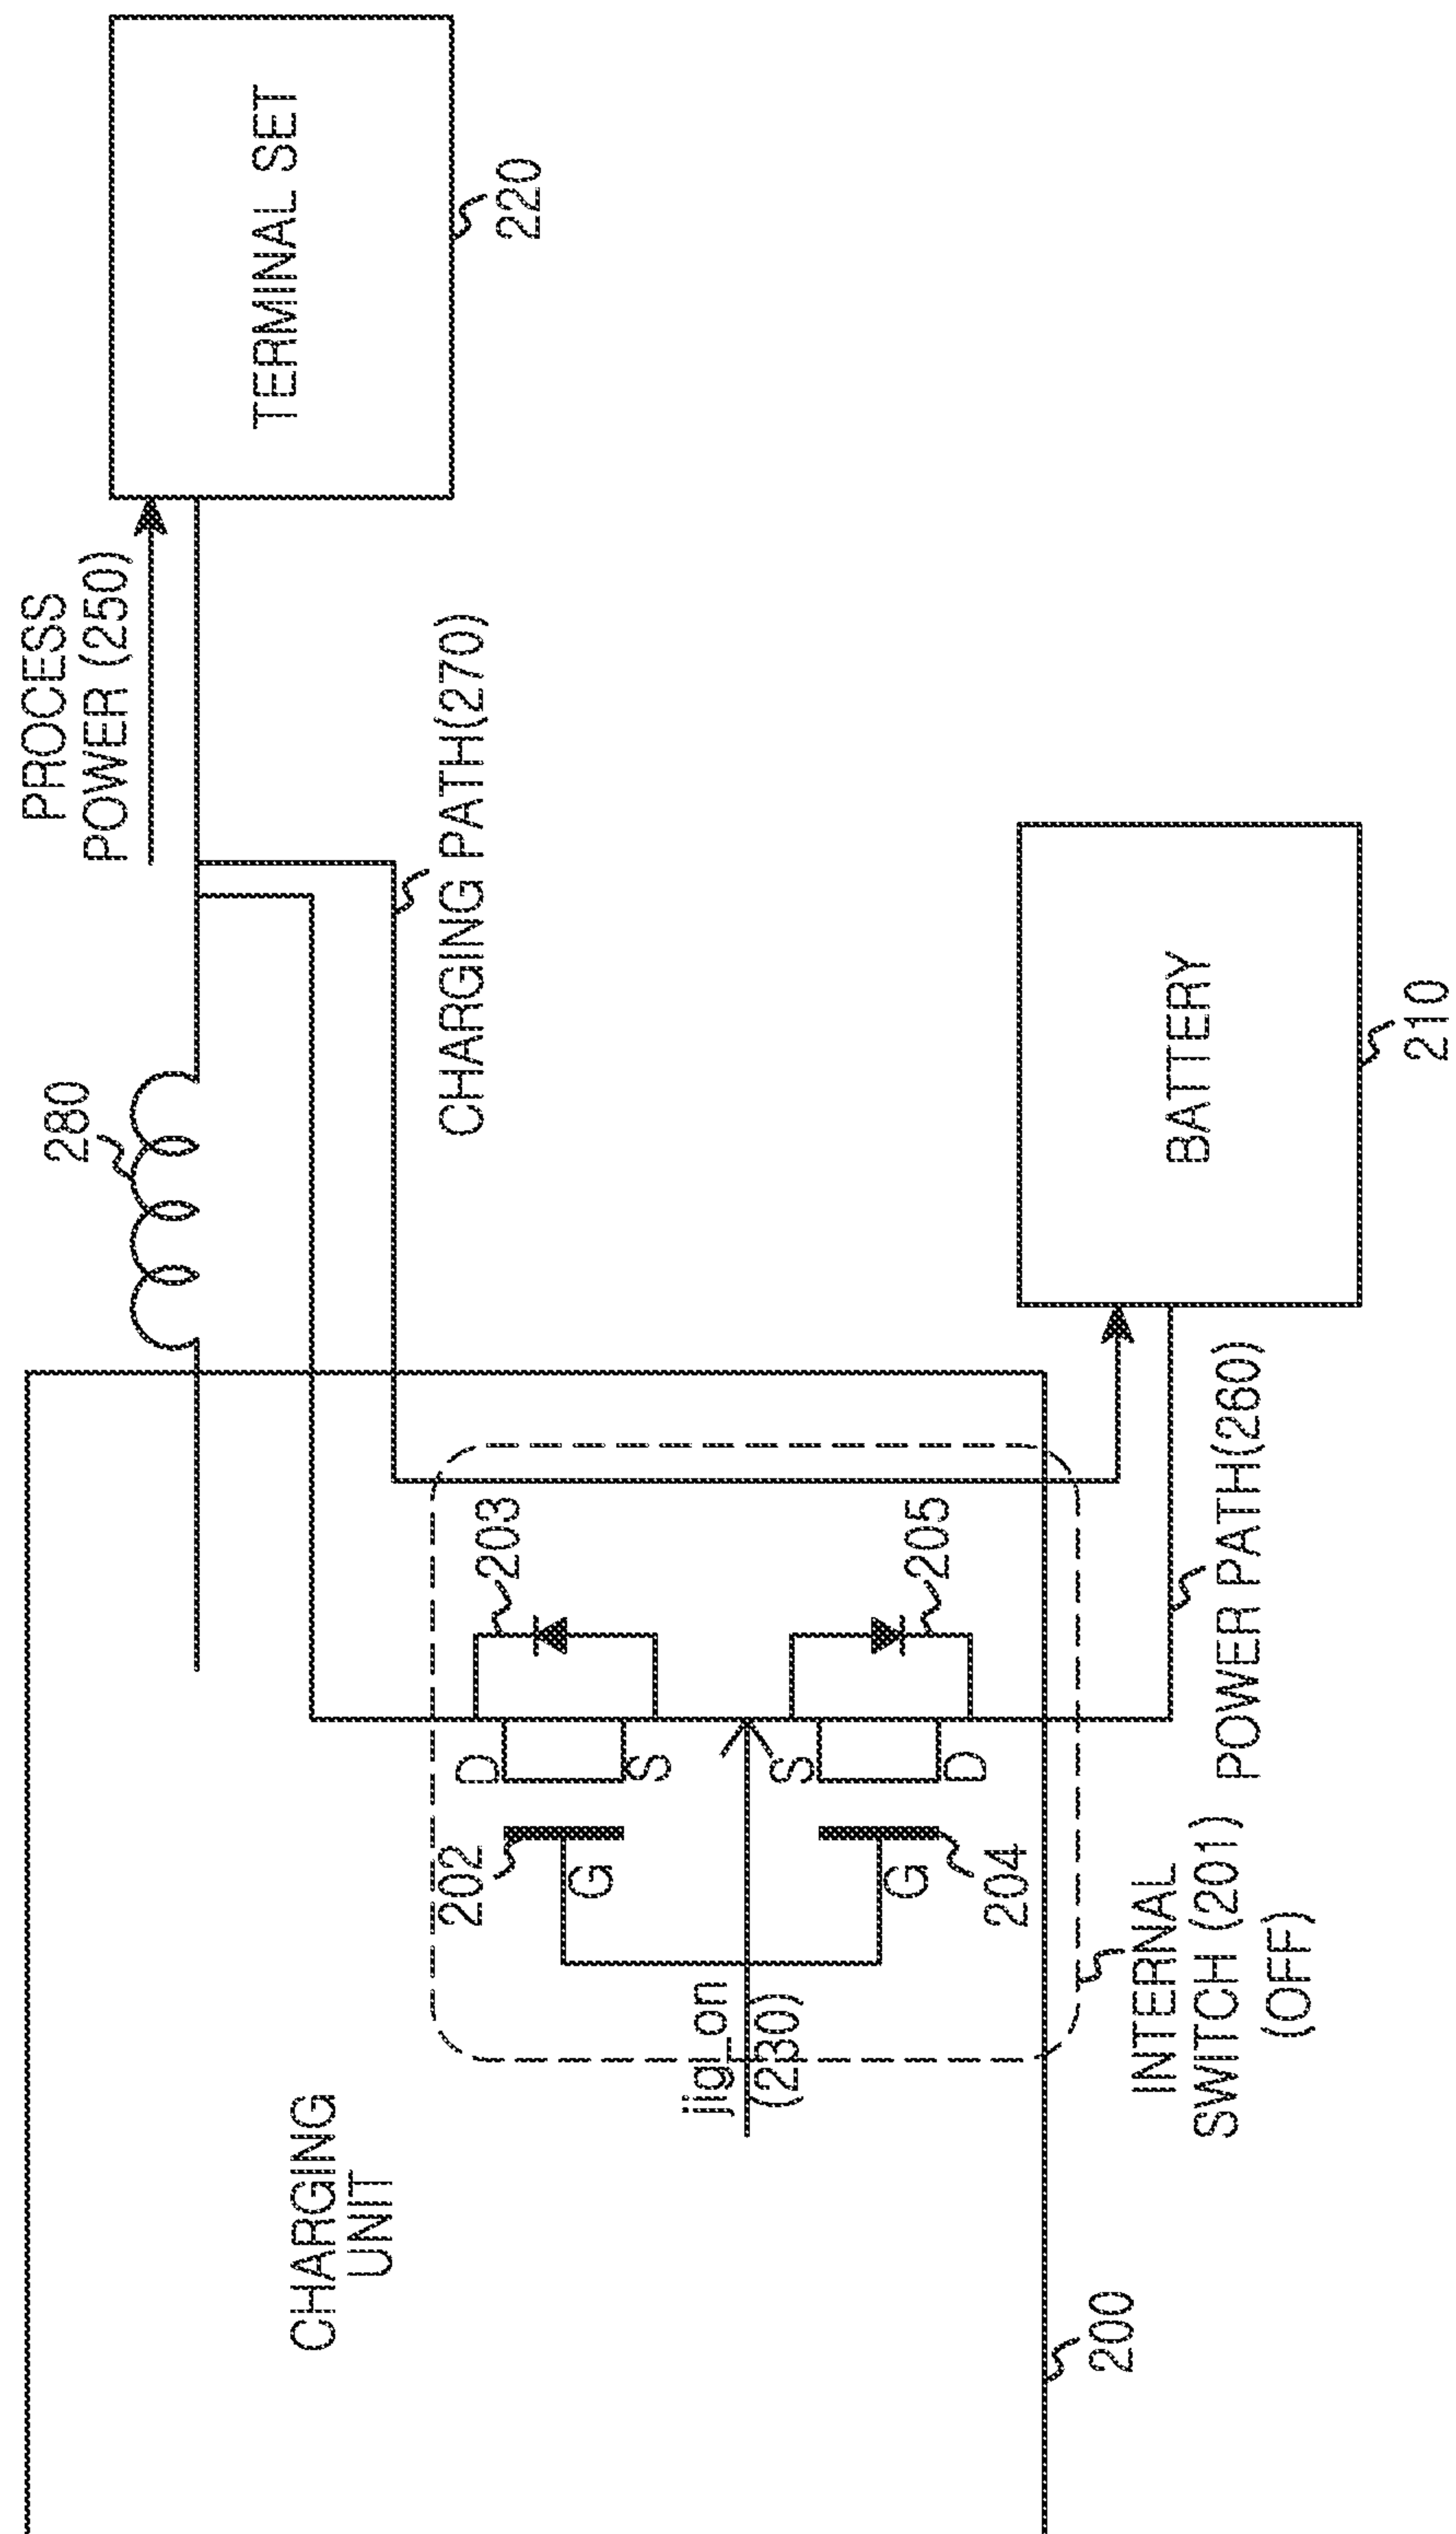 PROCESS
POWER (250)
TERMINAL SET
220
280
CHARGING PATH(270)
CHARGING
UNIT
202
D
S
G
203
jig_on
(230)
S
D
G
204
205
BATTERY
210
POWER PATH(260)
INTERNAL
SWITCH (201)
(OFF)
200